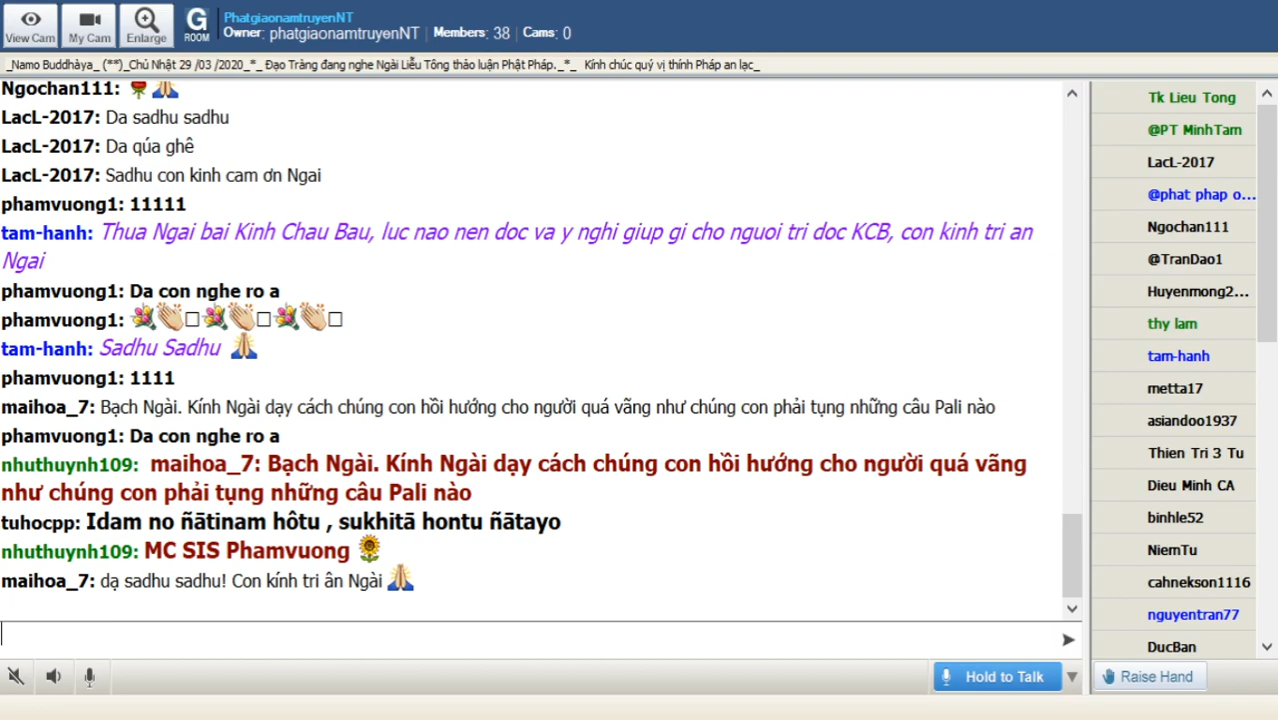 View Cam
My Cam
Enlarge
G
ROOM
PhatgiaonamtruyenNT
Owner: phatgiaonamtruyenNT | Members: 38 | Cams: 0
_Namo Buddhàya_ (**)_Chủ Nhật 29 /03 /2020_*_ Đạo Tràng đang nghe Ngài Liễu Tông thảo luận Phật Pháp._*_ Kính chúc quý vị thính Pháp an lạc_
Ngochan111:
LacL-2017: Da sadhu sadhu
LacL-2017: Da qúa ghê
LacL-2017: Sadhu con kinh cam ơn Ngai
phamvuong1: 11111
tam-hanh: Thua Ngai bai Kinh Chau Bau, luc nao nen doc va y nghi giup gi cho nguoi tri doc KCB, con kinh tri an
Ngai
phamvuong1: Da con nghe ro a
phamvuong1:
tam-hanh: Sadhu Sadhu
phamvuong1: 1111
maihoa_7: Bạch Ngài. Kính Ngài dạy cách chúng con hồi hướng cho người quá vãng như chúng con phải tụng những câu Pali nào
phamvuong1: Da con nghe ro a
nhuthuynh109: maihoa_7: Bạch Ngài. Kính Ngài dạy cách chúng con hồi hướng cho người quá vãng
như chúng con phải tụng những câu Pali nào
tuhocpp: Idam no ñātinam hôtu , sukhitā hontu ñātayo
nhuthuynh109: MC SIS Phamvuong
maihoa_7: dạ sadhu sadhu! Con kính tri ân Ngài
Hold to Talk
Tk Lieu Tong
@PT MinhTam
LacL-2017
@phat phap o...
Ngochan111
@TranDao1
Huyenmong2...
thy lam
tam-hanh
metta17
asiandoo1937
Thien Tri 3 Tu
Dieu Minh CA
binhle52
NiemTu
cahnekson1116
nguyentran77
DucBan
Raise Hand